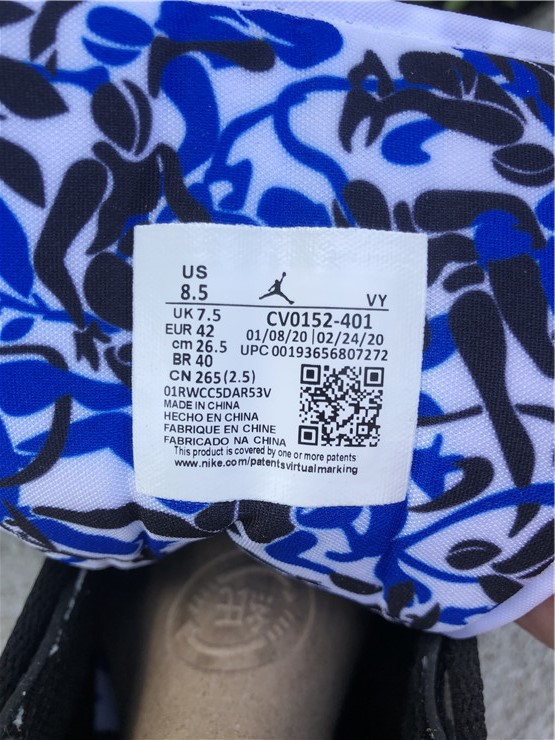 US
8.5
VY
UK 7.5
CV0152-401
EUR 42
01/08/20 | 02/24/20
cm 26.5
UPC 00193656807272
BR 40
CN 265 (2.5)
01RWCC5DAR53V
MADE IN CHINA
HECHO EN CHINA
FABRIQUE EN CHINE
FABRICADO NA CHINA
This product is covered by one or more patents
www.nike.com/patentsvirtualmarking